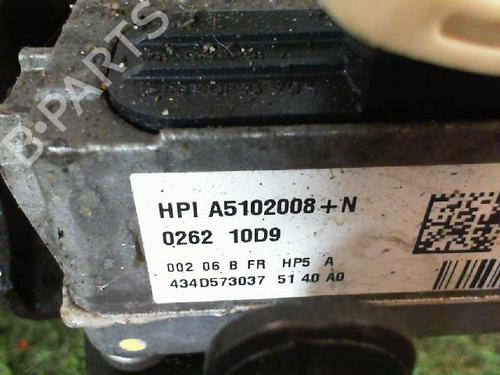 B-PARTS
HPI A5102008+N
0262 10D9
002 06 B FR HP5 A
434D573037 51 40 A0